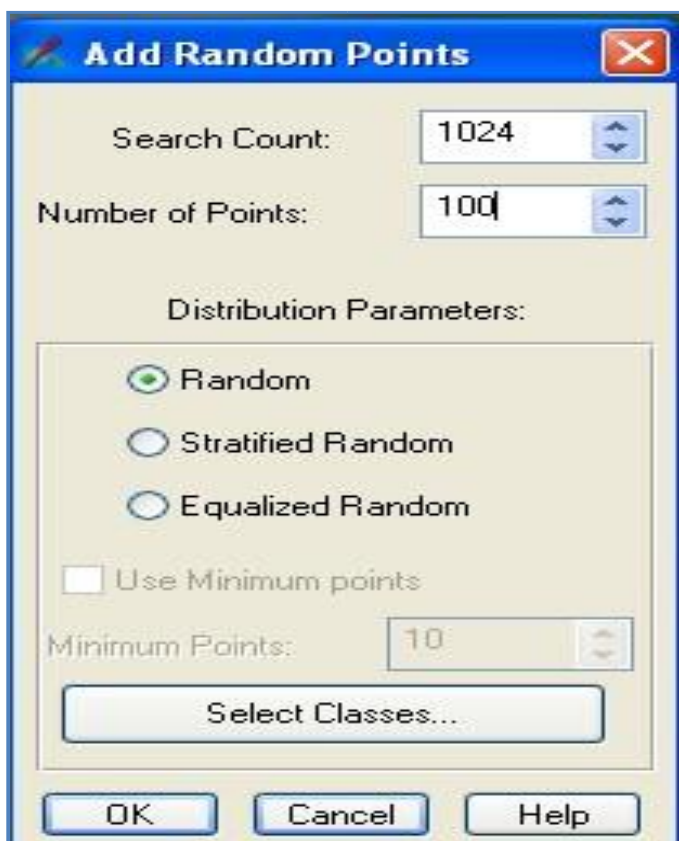 Add Random Points
Search Count: 1024
Number of Points: 100
Distribution Parameters:
Random
Stratified Random
Equalized Random
Use Minimum points
Minimum Points: 10
Select Classes...
OK Cancel Help